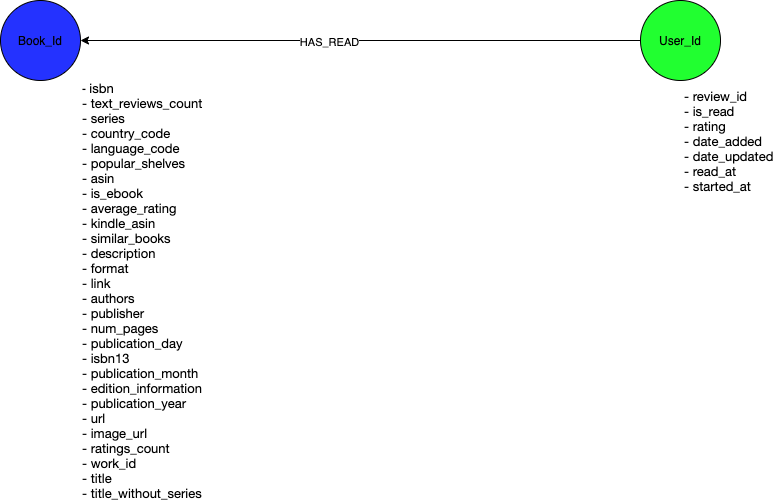 Book_Id
HAS_READ
User_Id
- isbn
- text_reviews_count
- series
- country_code
- language_code
- popular_shelves
- asin
- is_ebook
- average_rating
- kindle_asin
- similar_books
- description
- format
- link
- authors
- publisher
- num_pages
- publication_day
- isbn13
- publication_month
- edition_information
- publication_year
- url
- image_url
- ratings_count
- work_id
- title
- title_without_series
- review_id
- is_read
- rating
- date_added
- date_updated
- read_at
- started_at